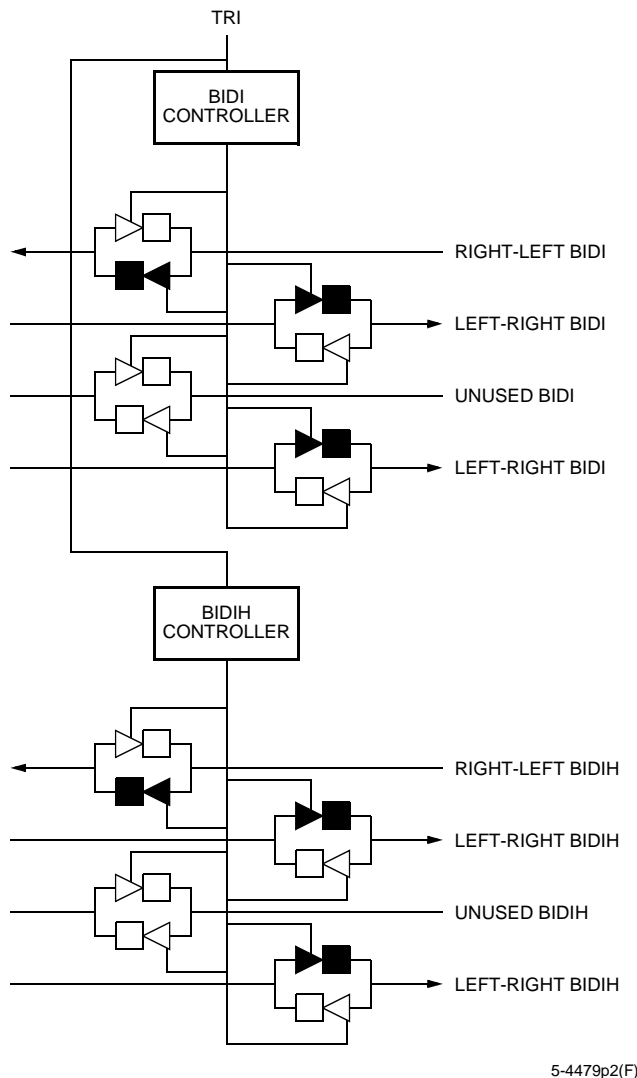 TRI
BIDI
CONTROLLER
RIGHT-LEFT BIDI
LEFT-RIGHT BIDI
UNUSED BIDI
LEFT-RIGHT BIDI
BIDIH
CONTROLLER
RIGHT-LEFT BIDIH
LEFT-RIGHT BIDIH
UNUSED BIDIH
LEFT-RIGHT BIDIH
5-4479p2(F)